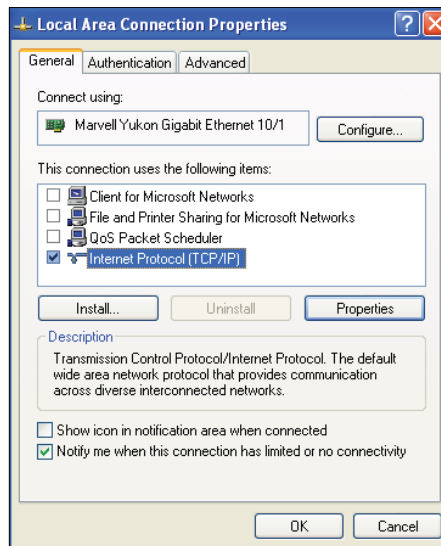 Local Area Connection Properties
General Authentication Advanced
Connect using:
Marvell Yukon Gigabit Ethernet 10/1
Configure...
This connection uses the following items:
Client for Microsoft Networks
File and Printer Sharing for Microsoft Networks
QoS Packet Scheduler
Internet Protocol (TCP/IP)
Install... Uninstall Properties
Description
Transmission Control Protocol/Internet Protocol. The default
wide area network protocol that provides communication
across diverse interconnected networks.
Show icon in notification area when connected
Notify me when this connection has limited or no connectivity
OK Cancel